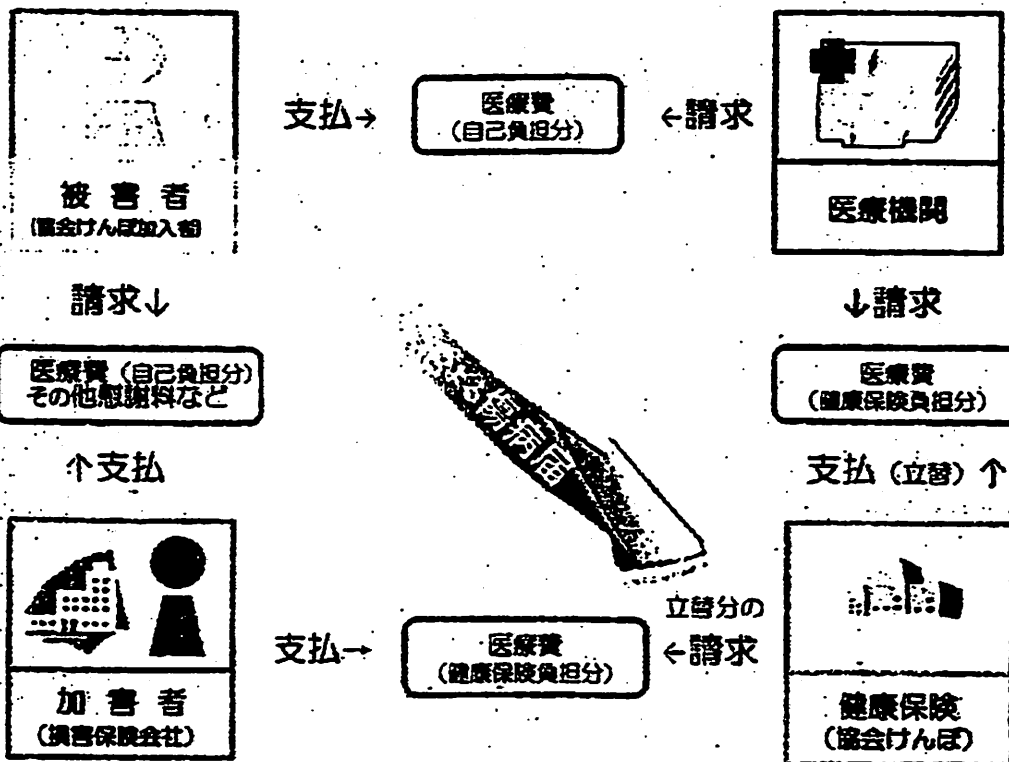 支払→
医療費
(自己負担分)
←請求
被害者
(協会けんぽ加入者)
医療機関
請求↓
↓請求
医療費(自己負担分)
その他慰謝料など
医療費
(健康保険負担分)
↑支払
支払(立替)↑
支払→
医療費
(健康保険負担分)
立替分の
←請求
加害者
(損害保険会社)
健康保険
(協会けんぽ)